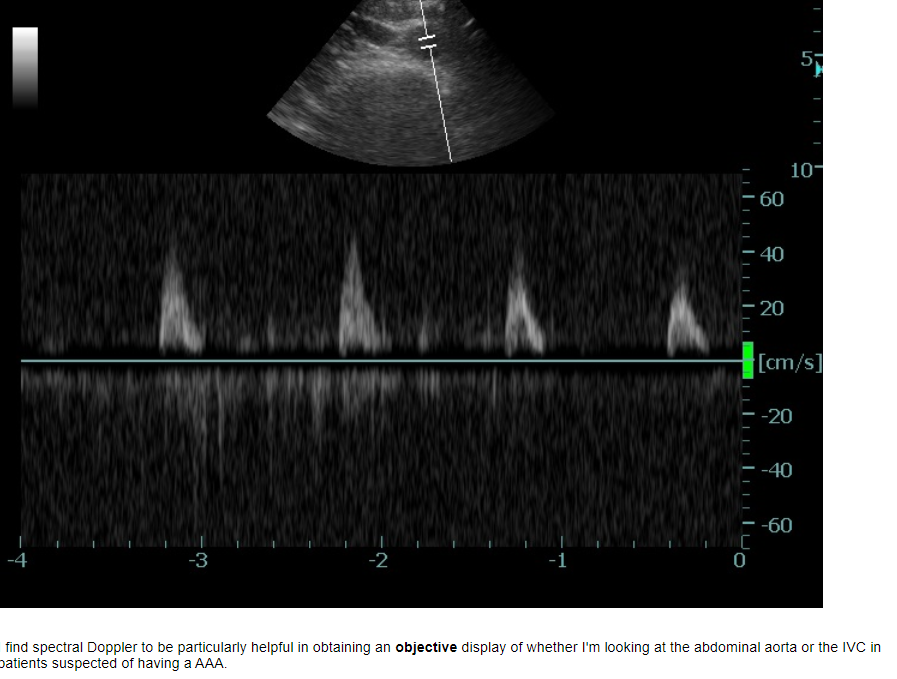 5
10
60
40
20
[cm/s]
-20
-40
-60
-4 -3 -2 -1 0
find spectral Doppler to be particularly helpful in obtaining an objective display of whether I'm looking at the abdominal aorta or the IVC in
patients suspected of having a AAA.